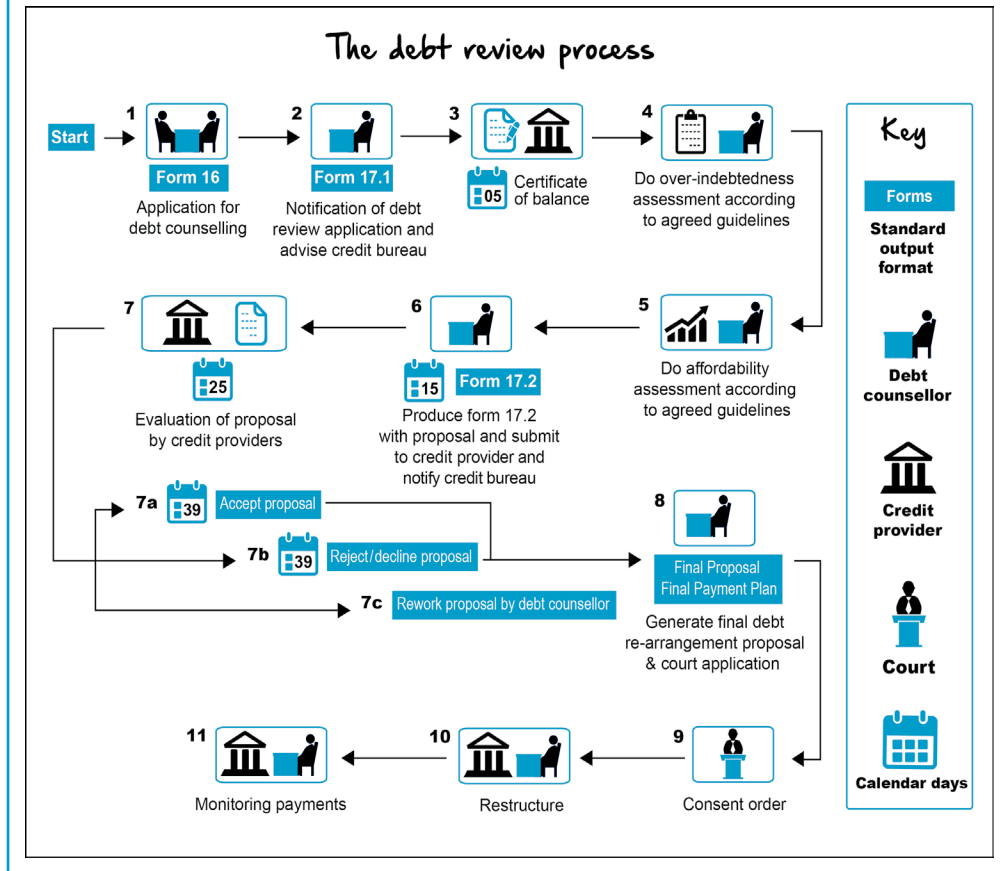 The debt review process
Start
1
Form 16
Application for
debt counselling
2
Form 17.1
Notification of debt
review application and
advise credit bureau
3
05
Certificate
of balance
4
Do over-indebtedness
assessment according
to agreed guidelines
5
Do affordability
assessment according
to agreed guidelines
6
15
Form 17.2
Produce form 17.2
with proposal and submit
to credit provider and
notify credit bureau
7
25
Evaluation of proposal
by credit providers
7a
39
Accept proposal
7b
39
Reject/decline proposal
7c
Rework proposal by debt counsellor
8
Final Proposal
Final Payment Plan
Generate final debt
re-arrangement proposal
& court application
9
Consent order
10
Restructure
11
Monitoring payments
Key
Forms
Standard
output
format
Debt
counsellor
Credit
provider
Court
Calendar days